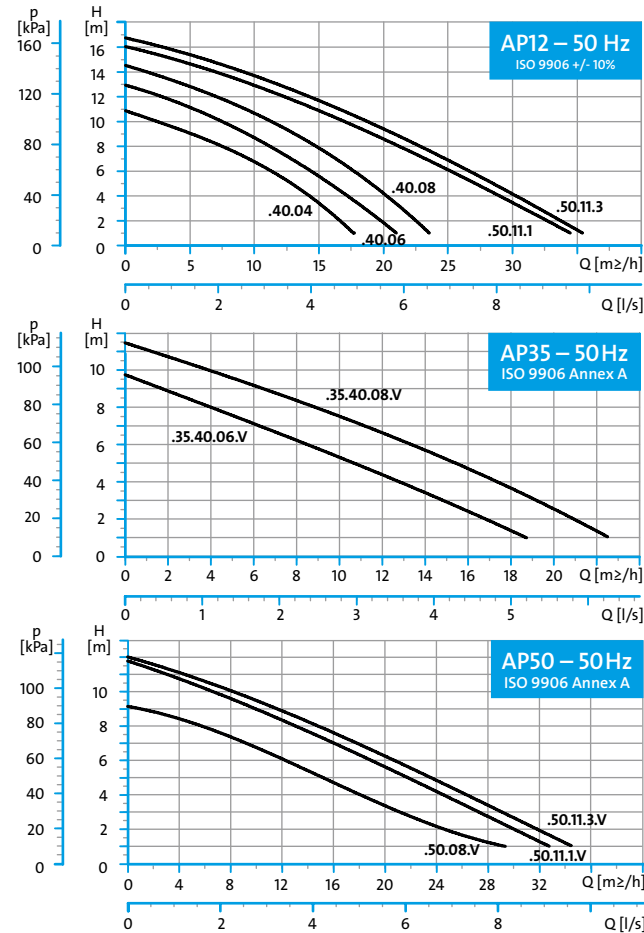 p
[kPa]
H
[m]
AP12 – 50 Hz
ISO 9906 +/- 10%
160
120
80
40
0
16
14
12
10
8
6
4
2
0
.40.04
.40.06
.40.08
.50.11.1
.50.11.3
0 5 10 15 20 25 30 Q [m≥/h]
0 2 4 6 8 Q [l/s]
p
[kPa]
H
[m]
AP35 – 50Hz
ISO 9906 Annex A
100
80
60
40
20
0
10
8
6
4
2
0
.35.40.08.V
.35.40.06.V
0 2 4 6 8 10 12 14 16 18 20 Q [m≥/h]
0 1 2 3 4 5 Q [l/s]
p
[kPa]
H
[m]
AP50 – 50Hz
ISO 9906 Annex A
100
80
60
40
20
0
10
8
6
4
2
0
.50.11.3.V
.50.08.V
.50.11.1.V
0 4 8 12 16 20 24 28 32 Q [m≥/h]
0 2 4 6 8 Q [l/s]